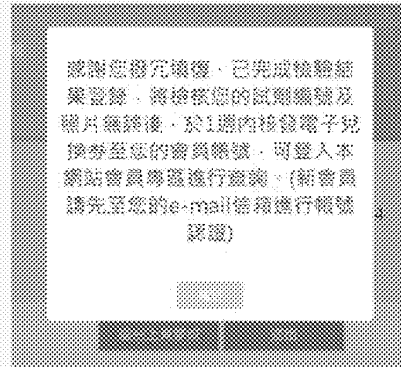 感謝您撥冗填復，已完成檢驗結
果登錄，將檢核您的試劑編號及
照片無誤後，於1週內核發電子兌
換券至您的會員帳號，可登入本
網站會員專區進行查詢。(新會員
請先至您的e-mail信箱進行帳號
認證)